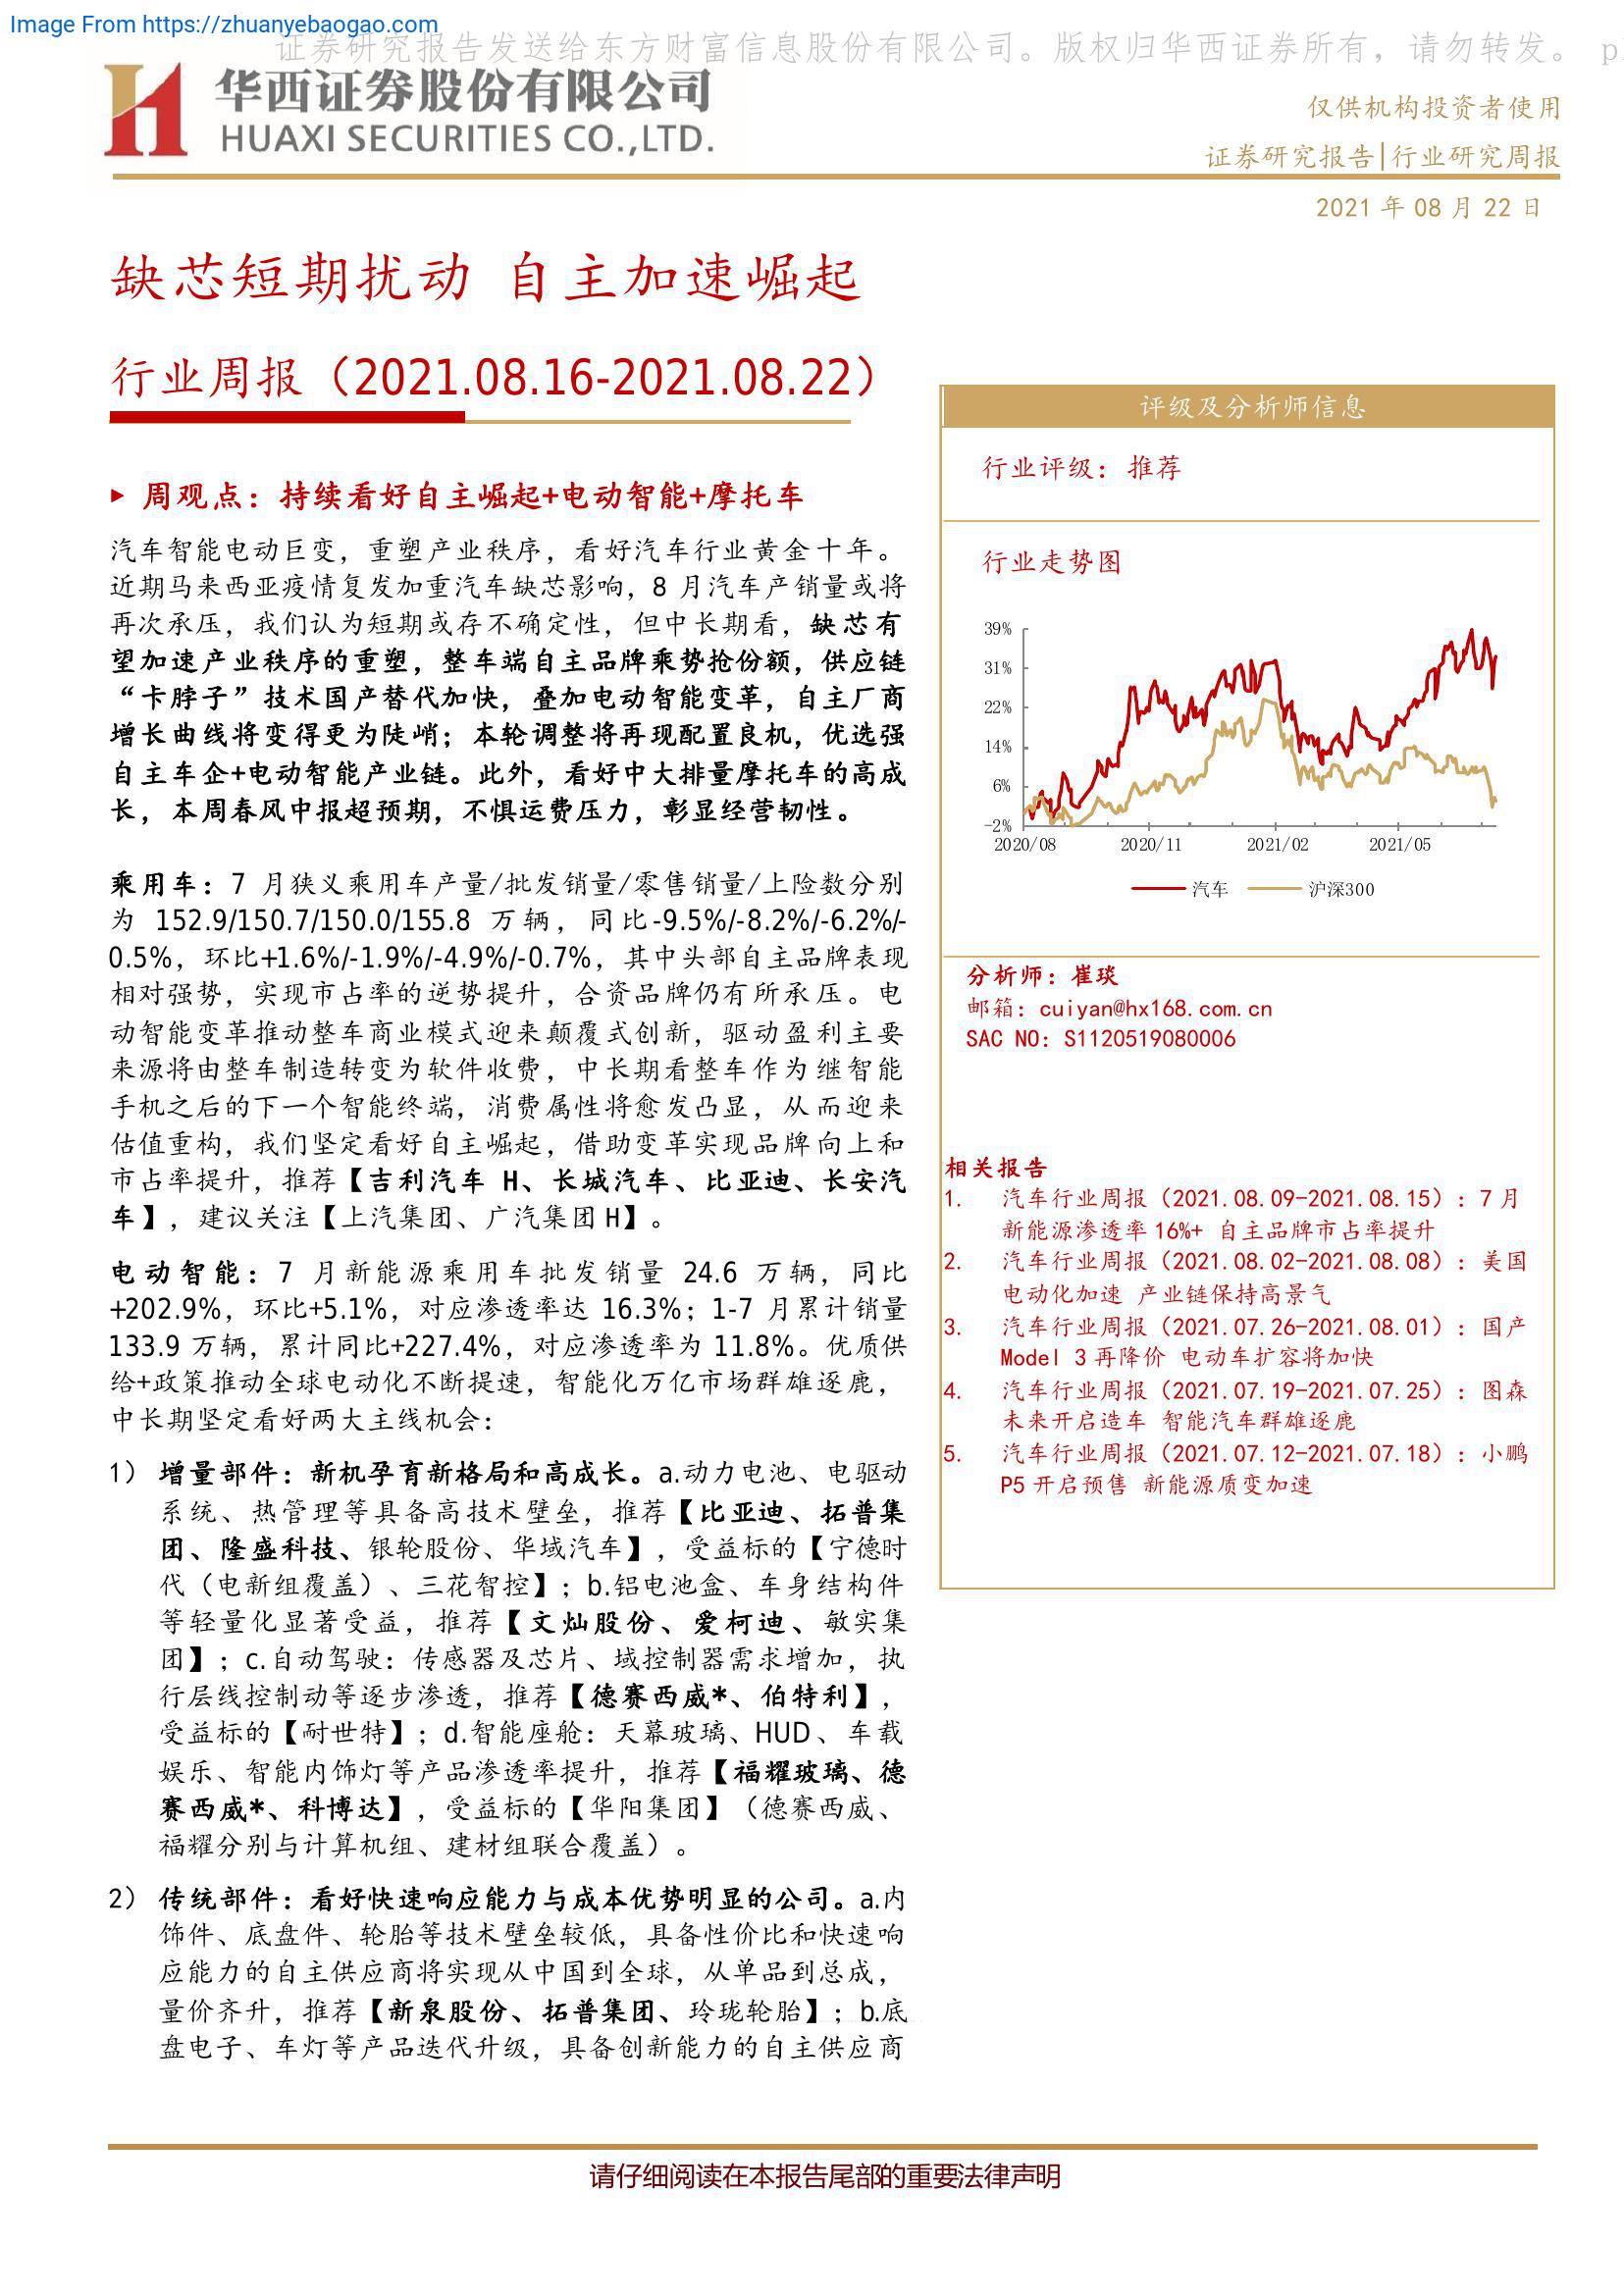 Image From https://zhuanyebaogao.com
证券研究报告发送给东方财富信息股份有限公司。版权归华西证券所有，请勿转发。 p
华西证券股份有限公司
HUAXI SECURITIES CO.,LTD.
仅供机构投资者使用
证券研究报告|行业研究周报
2021 年 08 月 22 日
缺芯短期扰动 自主加速崛起
行业周报（2021.08.16-2021.08.22）
周观点：持续看好自主崛起+电动智能+摩托车
汽车智能电动巨变，重塑产业秩序，看好汽车行业黄金十年。
近期马来西亚疫情复发加重汽车缺芯影响，8 月汽车产销量或将
再次承压，我们认为短期或存不确定性，但中长期看，缺芯有
望加速产业秩序的重塑，整车端自主品牌乘势抢份额，供应链
“卡脖子”技术国产替代加快，叠加电动智能变革，自主厂商
增长曲线将变得更为陡峭；本轮调整将再现配置良机，优选强
自主车企+电动智能产业链。此外，看好中大排量摩托车的高成
长，本周春风中报超预期，不惧运费压力，彰显经营韧性。
乘用车：7 月狭义乘用车产量/批发销量/零售销量/上险数分别
为 152.9/150.7/150.0/155.8 万辆，同比-9.5%/-8.2%/-6.2%/-
0.5%，环比+1.6%/-1.9%/-4.9%/-0.7%，其中头部自主品牌表现
相对强势，实现市占率的逆势提升，合资品牌仍有所承压。电
动智能变革推动整车商业模式迎来颠覆式创新，驱动盈利主要
来源将由整车制造转变为软件收费，中长期看整车作为继智能
手机之后的下一个智能终端，消费属性将愈发凸显，从而迎来
估值重构，我们坚定看好自主崛起，借助变革实现品牌向上和
市占率提升，推荐【吉利汽车 H、长城汽车、比亚迪、长安汽
车】，建议关注【上汽集团、广汽集团 H】。
电动智能：7 月新能源乘用车批发销量 24.6 万辆，同比
+202.9%，环比+5.1%，对应渗透率达 16.3%；1-7 月累计销量
133.9 万辆，累计同比+227.4%，对应渗透率为 11.8%。优质供
给+政策推动全球电动化不断提速，智能化万亿市场群雄逐鹿，
中长期坚定看好两大主线机会：
1） 增量部件：新机孕育新格局和高成长。a.动力电池、电驱动
系统、热管理等具备高技术壁垒，推荐【比亚迪、拓普集
团、隆盛科技、银轮股份、华域汽车】，受益标的【宁德时
代（电新组覆盖）、三花智控】；b.铝电池盒、车身结构件
等轻量化显著受益，推荐【文灿股份、爱柯迪、敏实集
团】；c.自动驾驶：传感器及芯片、域控制器需求增加，执
行层线控制动等逐步渗透，推荐【德赛西威*、伯特利】，
受益标的【耐世特】；d.智能座舱：天幕玻璃、HUD、车载
娱乐、智能内饰灯等产品渗透率提升，推荐【福耀玻璃、德
赛西威*、科博达】，受益标的【华阳集团】（德赛西威、
福耀分别与计算机组、建材组联合覆盖）。
2） 传统部件：看好快速响应能力与成本优势明显的公司。a.内
饰件、底盘件、轮胎等技术壁垒较低，具备性价比和快速响
应能力的自主供应商将实现从中国到全球，从单品到总成，
量价齐升，推荐【新泉股份、拓普集团、玲珑轮胎】；b.底
盘电子、车灯等产品迭代升级，具备创新能力的自主供应商
评级及分析师信息
行业评级：推荐
行业走势图
39%
31%
22%
14%
6%
-2%
2020/08 2020/11 2021/02 2021/05
汽车 沪深300
分析师：崔琰
邮箱：cuiyan@hx168.com.cn
SAC NO：S1120519080006
相关报告
1. 汽车行业周报（2021.08.09-2021.08.15）：7 月
新能源渗透率 16%+ 自主品牌市占率提升
2. 汽车行业周报（2021.08.02-2021.08.08）：美国
电动化加速 产业链保持高景气
3. 汽车行业周报（2021.07.26-2021.08.01）：国产
Model 3 再降价 电动车扩容将加快
4. 汽车行业周报（2021.07.19-2021.07.25）：图森
未来开启造车 智能汽车群雄逐鹿
5. 汽车行业周报（2021.07.12-2021.07.18）：小鹏
P5 开启预售 新能源质变加速
请仔细阅读在本报告尾部的重要法律声明